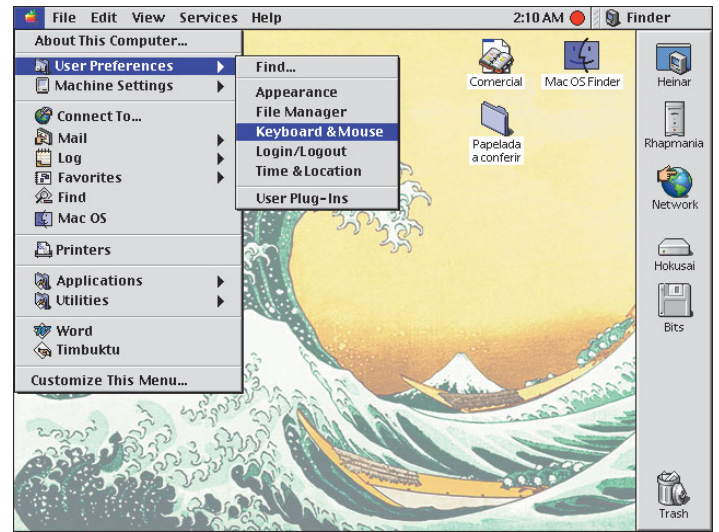 File Edit View Services Help 2:10 AM Finder
About This Computer...
User Preferences
Machine Settings
Connect To...
Mail
Log
Favorites
Find
Mac OS
Printers
Applications
Utilities
Word
Timbuktu
Customize This Menu...
Find...
Appearance
File Manager
Keyboard & Mouse
Login/Logout
Time & Location
User Plug-Ins
Comercial
Mac OS Finder
Papelada
a conferir
Heinar
Rhapmania
Network
Hokusai
Bits
Trash